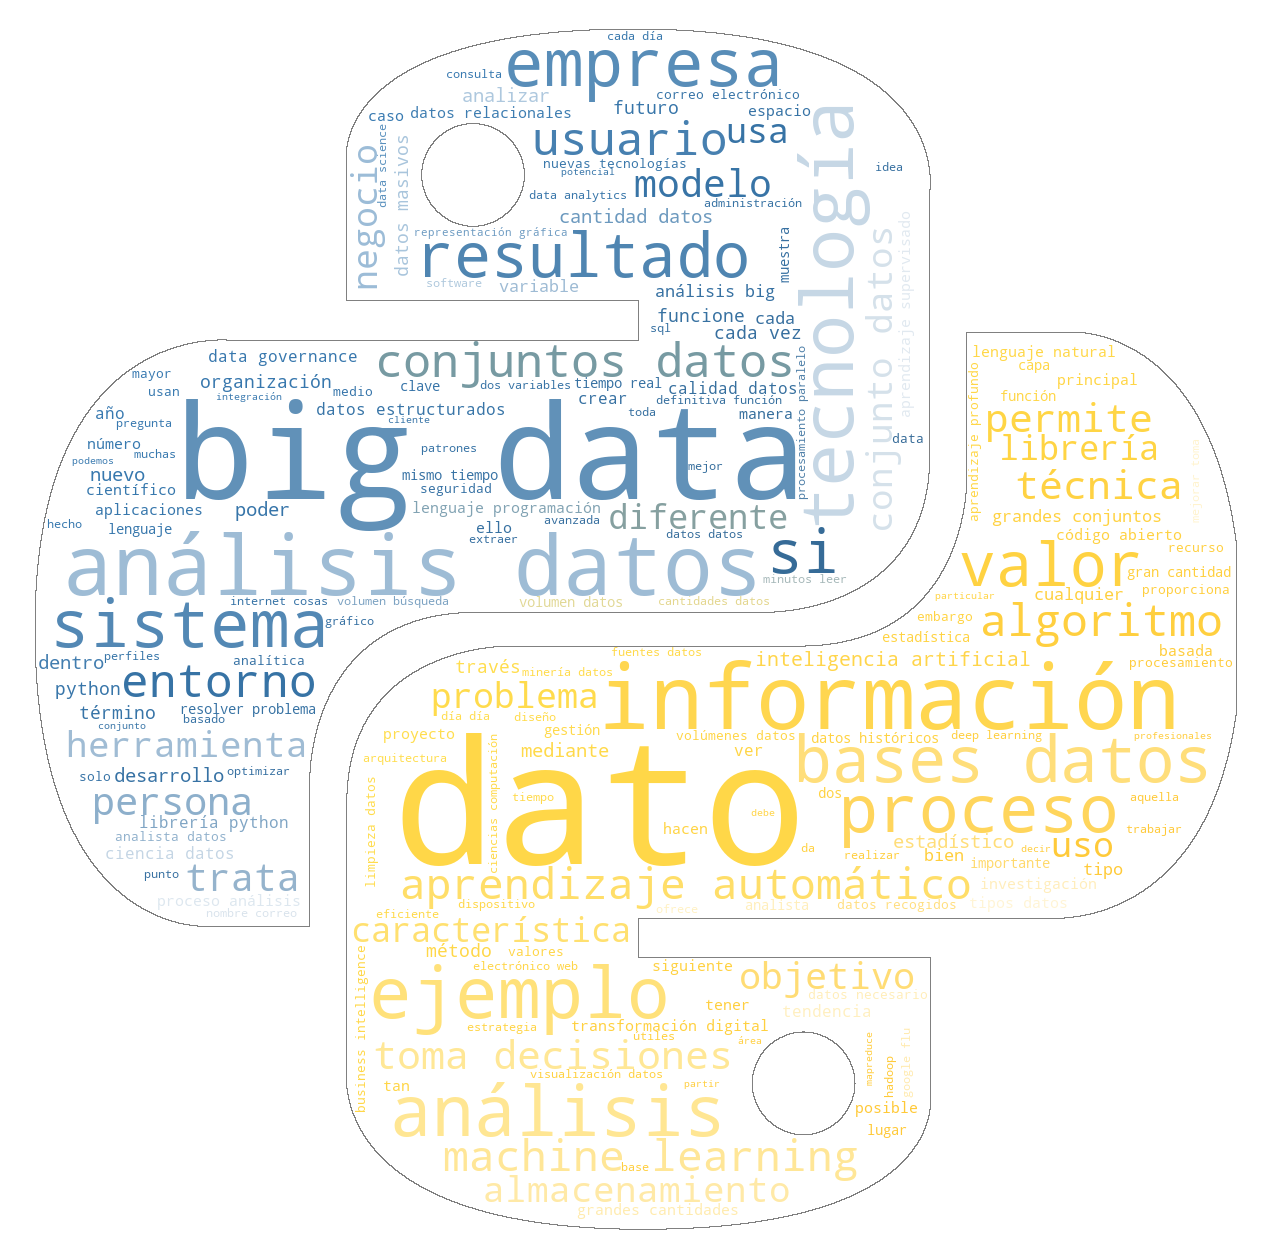 cada día
empresa
consulta
analizar
correo electrónico
caso
datos relacionales
futuro
espacio
usuario
usa
tecnología
negocio
data science
datos masivos
nuevas tecnologías
potencial
idea
modelo
data analytics
administración
cantidad datos
representación gráfica
resultado
muestra
conjunto datos
aprendizaje supervisado
software
variable
análisis big
funcione
cada
sql
cada vez
data governance
conjuntos datos
procesamiento paralelo
mayor
organización
usan
integración
medio
clave
dos variables
tiempo real
calidad datos
crear
definitiva función
año
pregunta
datos estructurados
cliente
toda
manera
big data
número
muchas
podemos
patrones
data
nuevo
mismo tiempo
mejor
científico
seguridad
aplicaciones
poder
lenguaje programación
diferente
hecho
lenguaje
ello
avanzada
extraer
datos datos
análisis datos
si
minutos leer
internet cosas
volumen búsqueda
volumen datos
cantidades datos
sistema
gráfico
dentro
perfiles
analítica
python
entorno
término
resolver problema
basado
conjunto
herramienta
solo
desarrollo
optimizar
persona
librería python
analista datos
ciencia datos
punto
trata
proceso análisis
nombre correo
lenguaje natural
capa
principal
función
aprendizaje profundo
permite
librería
técnica
mejorar toma
grandes conjuntos
código abierto
recurso
valor
gran cantidad
proporciona
particular
cualquier
embargo
algoritmo
estadística
basada
procesamiento
fuentes datos
inteligencia artificial
través
minería datos
problema
información
día día
diseño
proyecto
gestión
volúmenes datos
datos históricos
deep learning
profesionales
arquitectura
mediante
ver
bases datos
ciencias computación
limpieza datos
dato
tiempo
debe
dos
aquella
proceso
hacen
trabajar
da
estadístico
realizar
bien
decir
uso
importante
tipo
aprendizaje automático
investigación
dispositivo
eficiente
ofrece
analista
datos recogidos
tipos datos
característica
método
valores
business intelligence
electrónico web
siguiente
objetivo
ejemplo
datos necesario
tener
tendencia
estrategia
transformación digital
útiles
área
toma decisiones
mapreduce
hadoop
google flu
visualización datos
tan
partir
análisis
posible
lugar
machine learning
base
almacenamiento
grandes cantidades